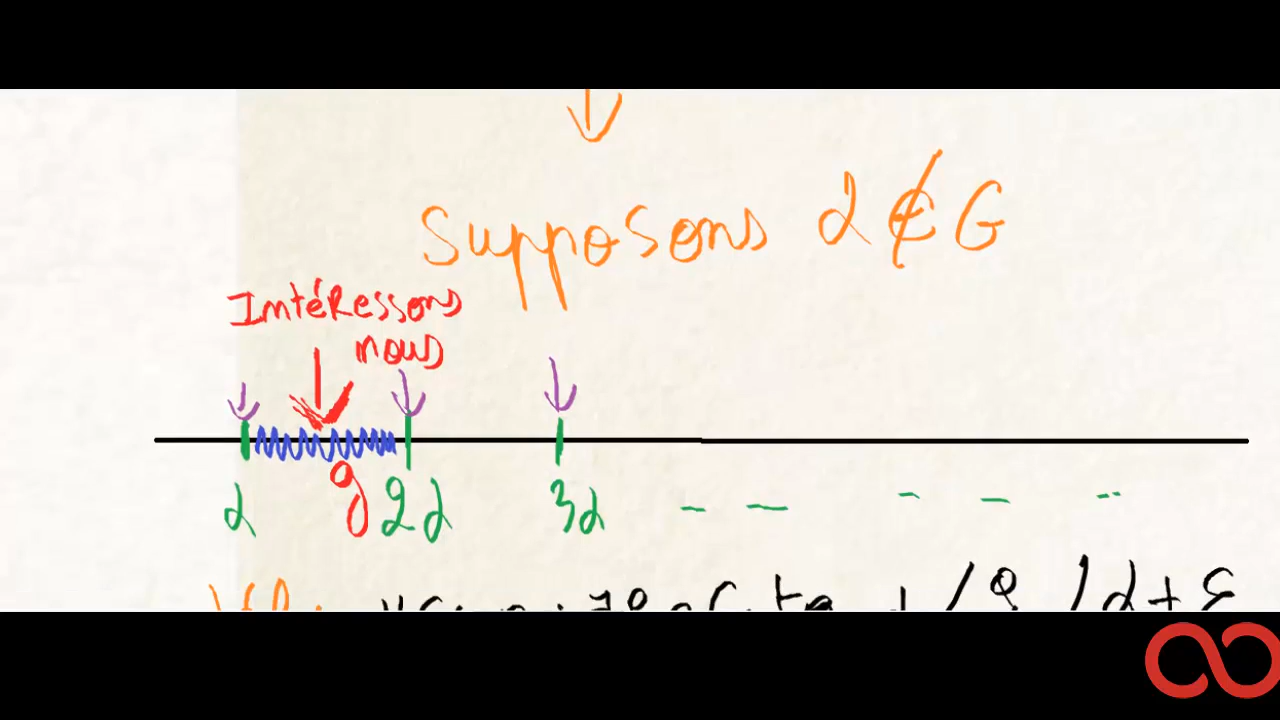 Supposons α ∉ G
Intéressons
nous
α g 2α 3α -- -- -- -- --